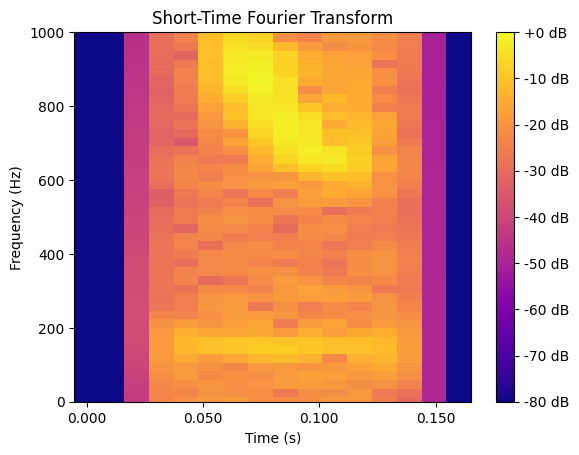 Short-Time Fourier Transform
1000
800
600
400
200
0
Frequency (Hz)
0.000
0.050
0.100
0.150
Time (s)
+0 dB
-10 dB
-20 dB
-30 dB
-40 dB
-50 dB
-60 dB
-70 dB
-80 dB